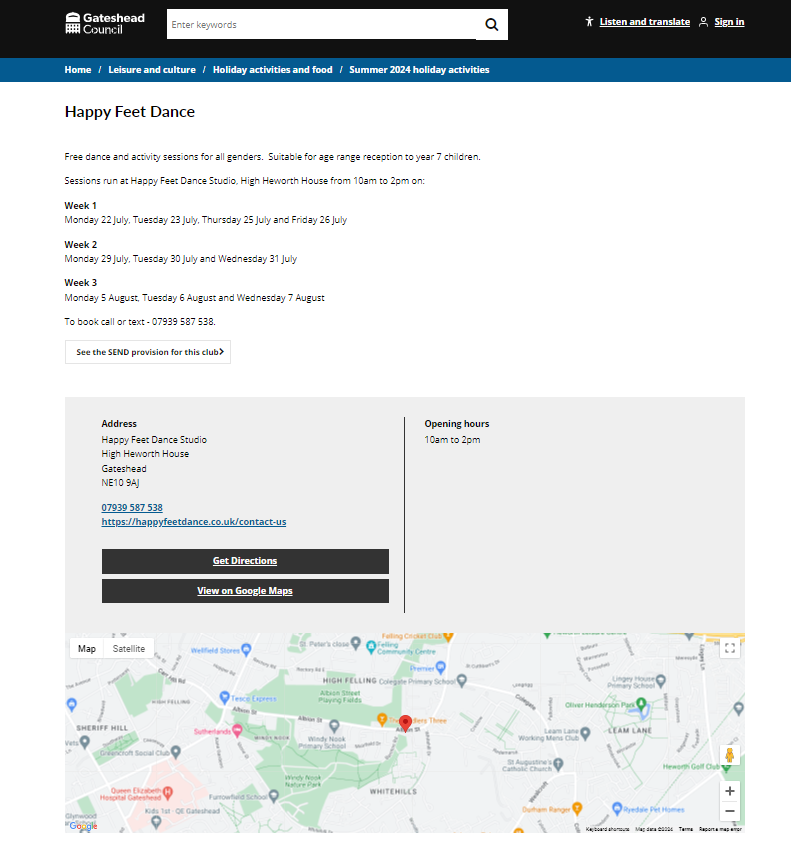 Gateshead
Council
Enter keywords
Listen and translate
Sign in
Home / Leisure and culture / Holiday activities and food / Summer 2024 holiday activities
Happy Feet Dance
Free dance and activity sessions for all genders. Suitable for age range reception to year 7 children.
Sessions run at Happy Feet Dance Studio, High Heworth House from 10am to 2pm on:
Week 1
Monday 22 July, Tuesday 23 July, Thursday 25 July and Friday 26 July
Week 2
Monday 29 July, Tuesday 30 July and Wednesday 31 July
Week 3
Monday 5 August, Tuesday 6 August and Wednesday 7 August
To book call or text - 07939 587 538.
See the SEND provision for this club
Address
Happy Feet Dance Studio
High Heworth House
Gateshead
NE10 9AJ
07939 587 538
https://happyfeetdance.co.uk/contact-us
Get Directions
View on Google Maps
Opening hours
10am to 2pm
Map
Satellite
Felling Cricket Club
St. Peter's close
Wellfield Stores
Felling
Community Centre
Premier
HIGH FELLING
Colegate Primary School
Lingey House
Primary School
Albion Street
Playing Fields
HIGH FELLING
Tesco Express
Oliver Henderson Park
Albion St
Three
Albion St
SHERIFF HILL
Sutherlands
WINDY NOOK
Windy Nook
Primary School
Leam Lane
Working Mens Club
LEAM LANE
Greencroft Social Club
St Augustine's
Catholic Church
Heworth Golf Club
Windy Nook
Nature Park
Queen Elizabeth
Hospital Gateshead
Furrowfield School
WHITEHILLS
Glynwood
Kids 1st - QE Gateshead
Durham Ranger
Ryedale Pet Homes
Google
Keyboard shortcuts
Map data ©2024
Terms
Report a map error